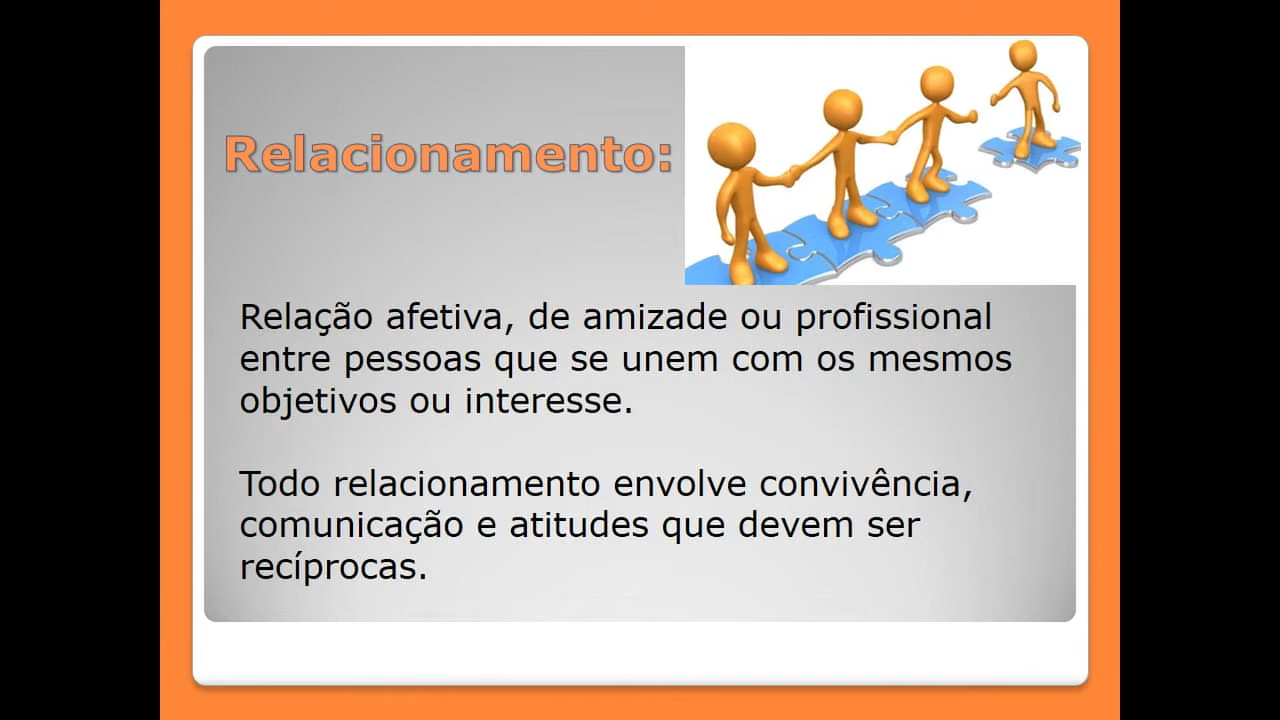 Relacionamento:
Relação afetiva, de amizade ou profissional
entre pessoas que se unem com os mesmos
objetivos ou interesse.
Todo relacionamento envolve convivência,
comunicação e atitudes que devem ser
recíprocas.